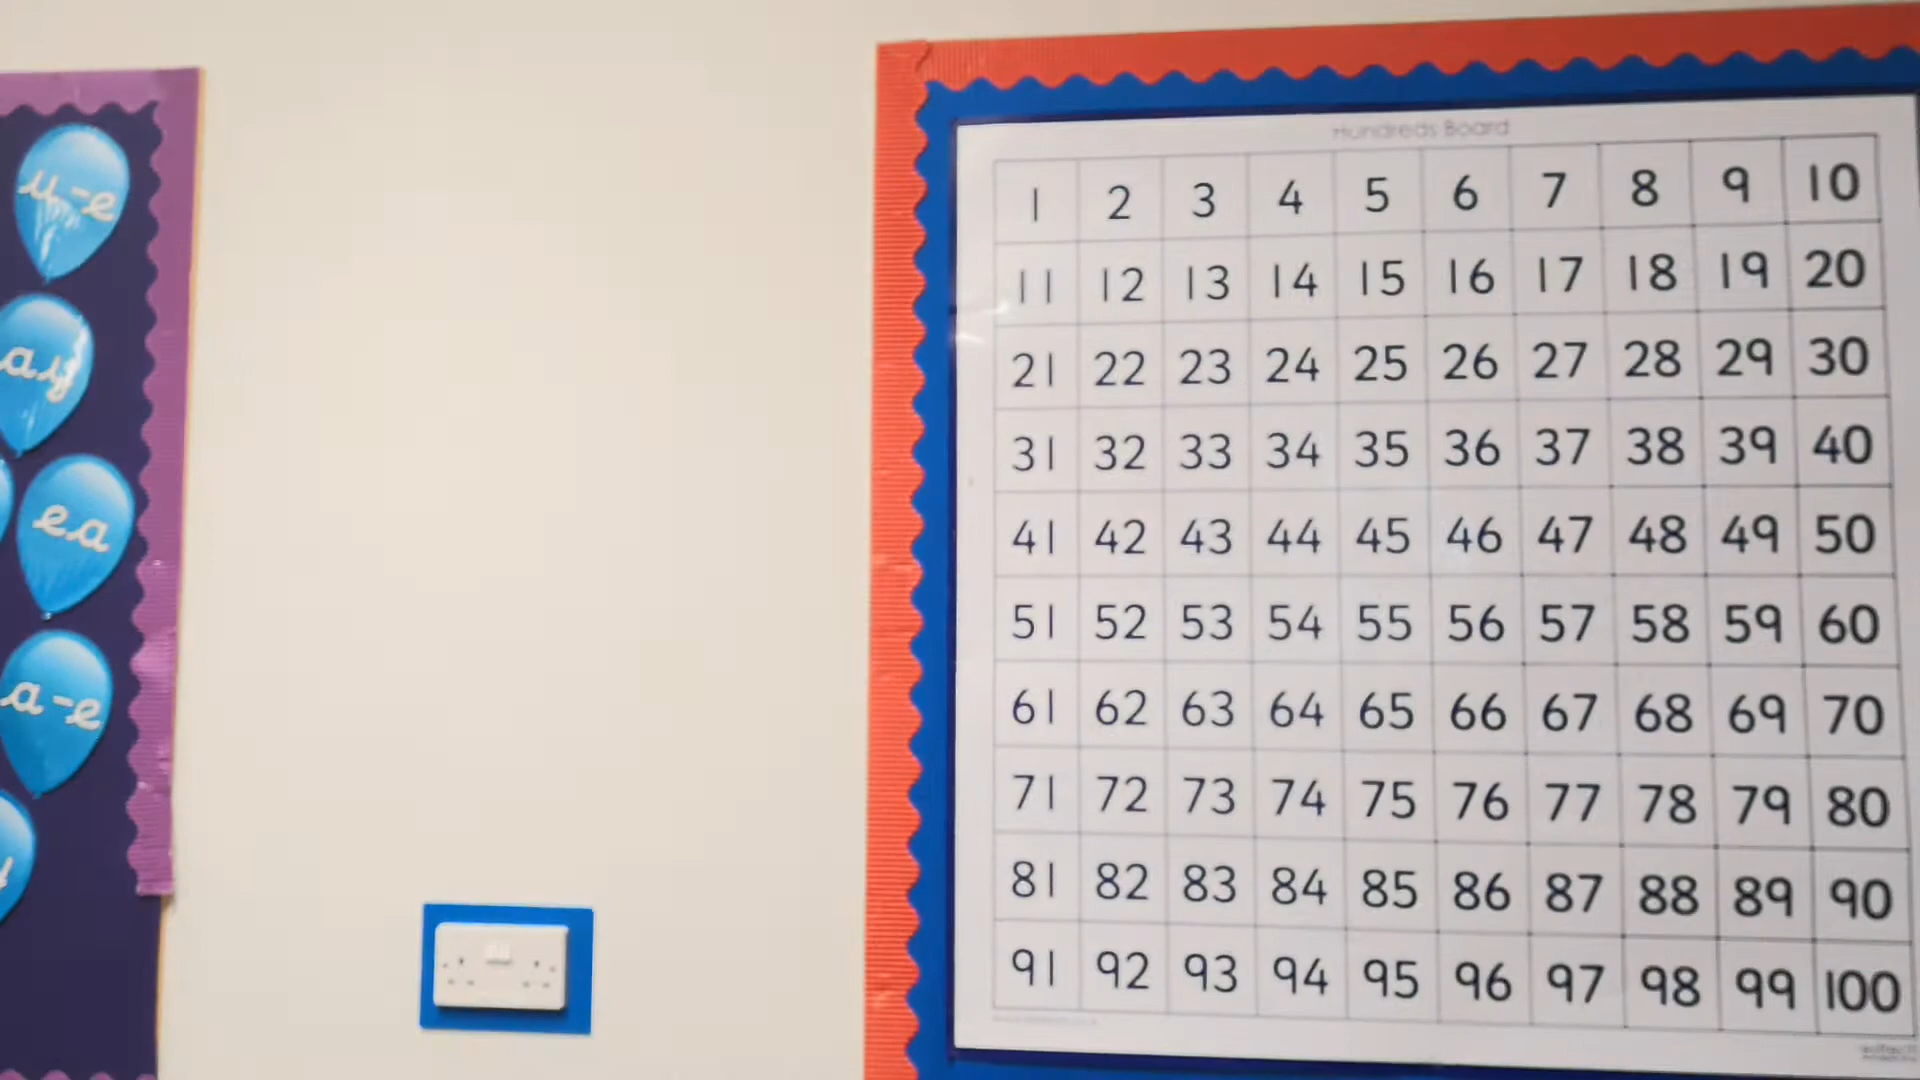 u-e
ay
ea
a-e
Hundreds Board
1 2 3 4 5 6 7 8 9 10
11 12 13 14 15 16 17 18 19 20
21 22 23 24 25 26 27 28 29 30
31 32 33 34 35 36 37 38 39 40
41 42 43 44 45 46 47 48 49 50
51 52 53 54 55 56 57 58 59 60
61 62 63 64 65 66 67 68 69 70
71 72 73 74 75 76 77 78 79 80
81 82 83 84 85 86 87 88 89 90
91 92 93 94 95 96 97 98 99 100